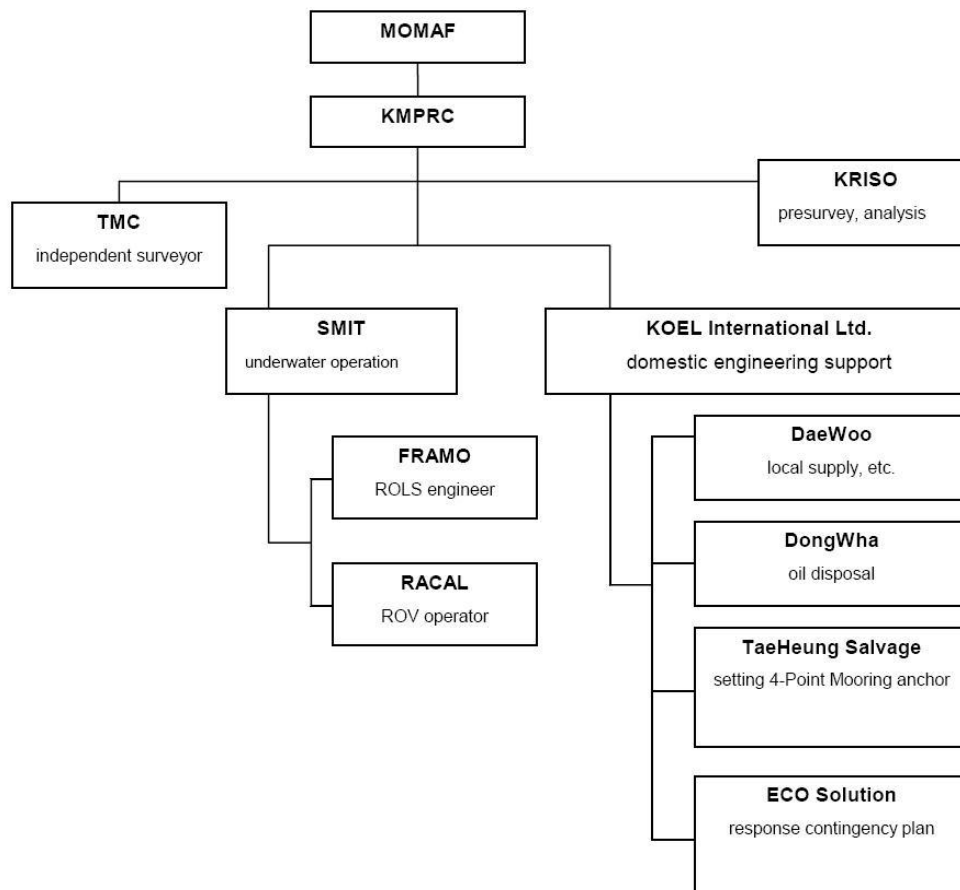 MOMAF
KMPRC
KRISO
presurvey, analysis
TMC
independent surveyor
SMIT
underwater operation
KOEL International Ltd.
domestic engineering support
FRAMO
ROLS engineer
RACAL
ROV operator
DaeWoo
local supply, etc.
DongWha
oil disposal
TaeHeung Salvage
setting 4-Point Mooring anchor
ECO Solution
response contingency plan